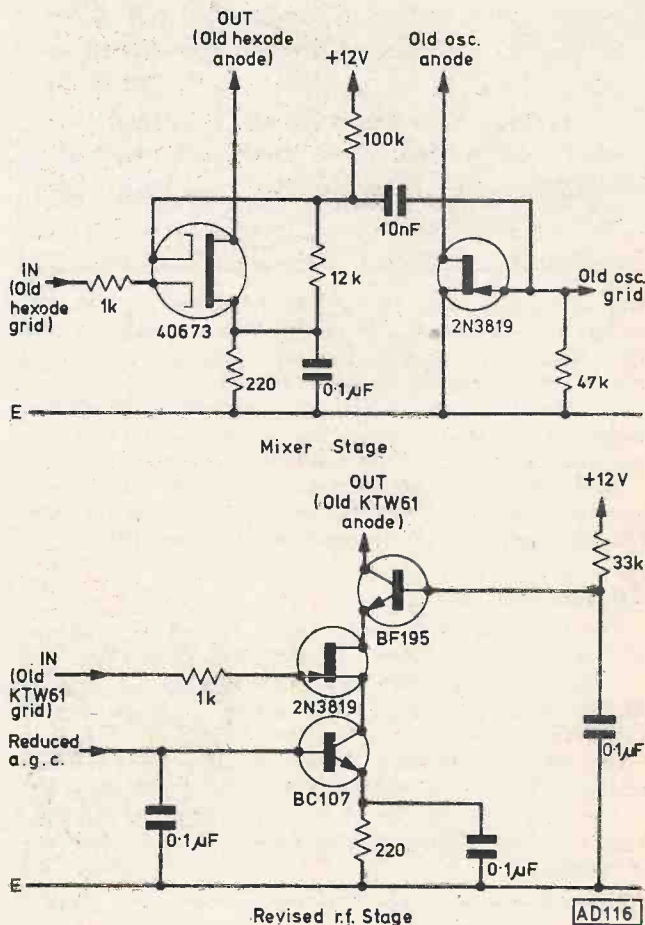 OUT
(Old hexode
anode)
+12V
Old osc.
anode
100k
10nF
IN
(Old
hexode
grid)
1k
12k
40673
2N3819
Old osc.
grid
220
0·1µF
47k
E
Mixer Stage
OUT
(Old KTW61
anode)
+12V
33k
BF195
IN
(Old
KTW61
grid)
1k
2N3819
Reduced
a.g.c.
BC107
0·1µF
0·1µF
220
0·1µF
E
Revised r.f. Stage
AD116